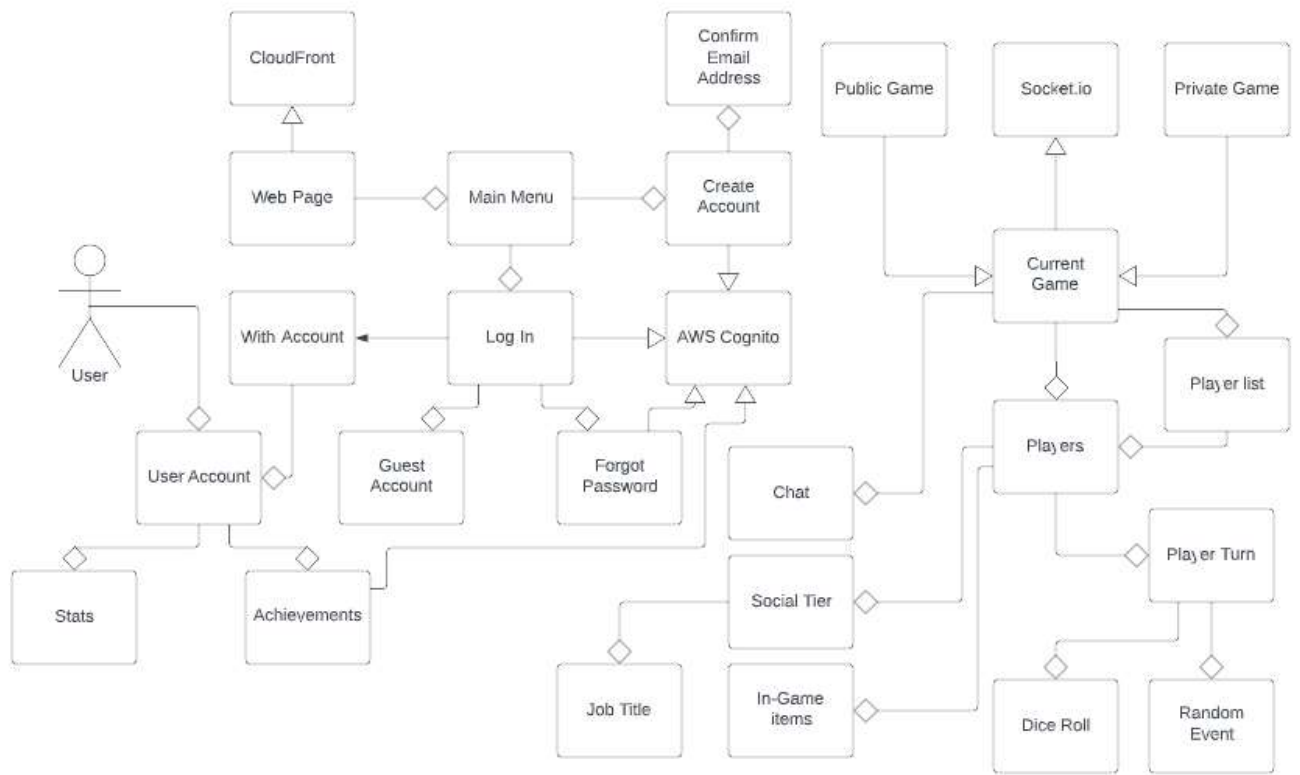 CloudFront
Confirm
Email
Address
Public Game
Socket.io
Private Game
Web Page
Main Menu
Create
Account
Current
Game
User
With Account
Log In
AWS Cognito
Player list
User Account
Guest
Account
Forgot
Password
Chat
Players
Player Turn
Stats
Achievements
Social Tier
Job Title
In-Game
items
Dice Roll
Random
Event